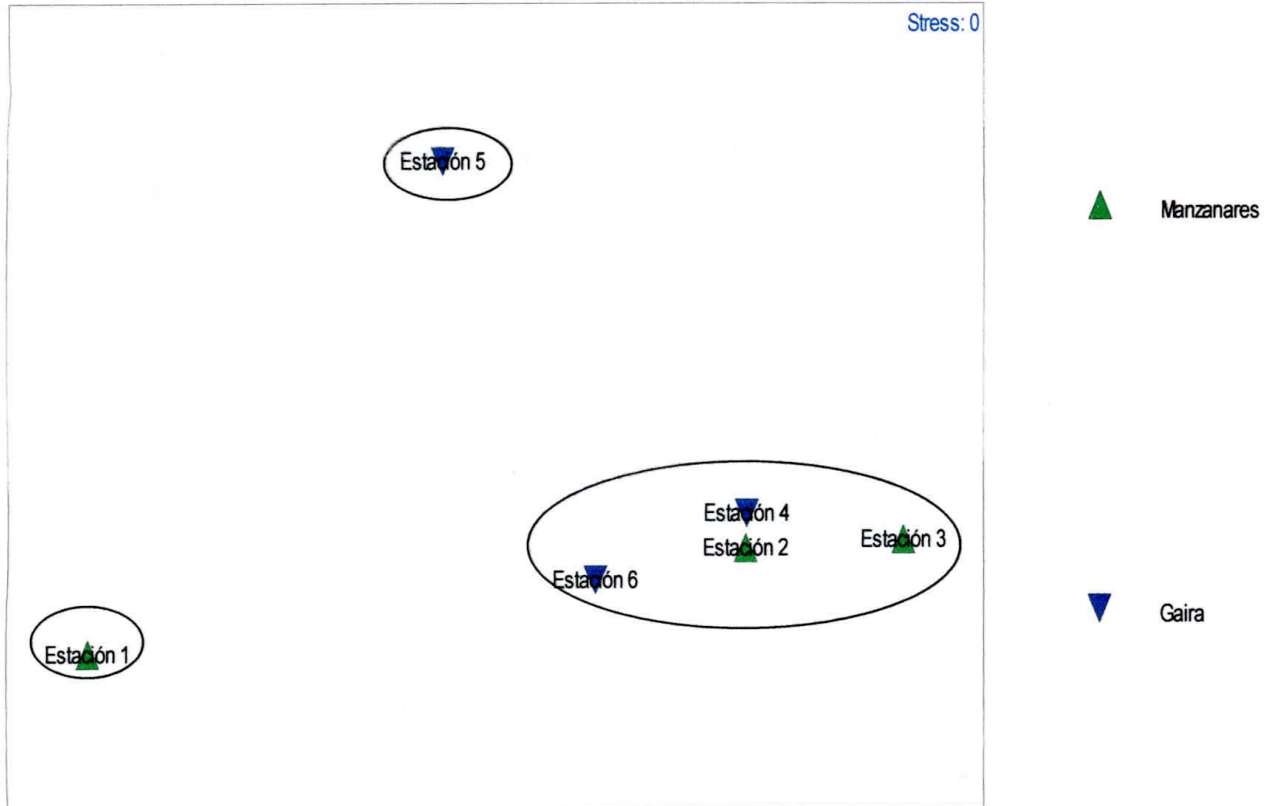 Stress: 0
Estación 5
Manzanares
Estación 4
Estación 3
Estación 2
Estación 6
Gaira
Estación 1